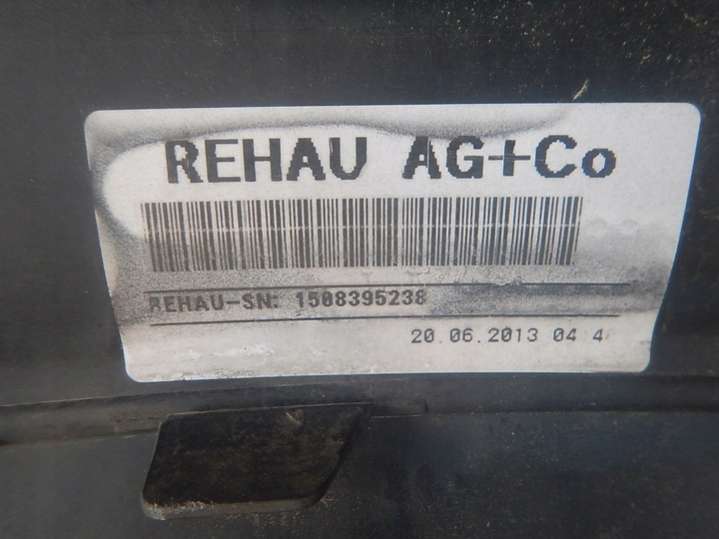 REHAU AG+Co
REHAU-SN: 1508395238
20.06.2013 04 4